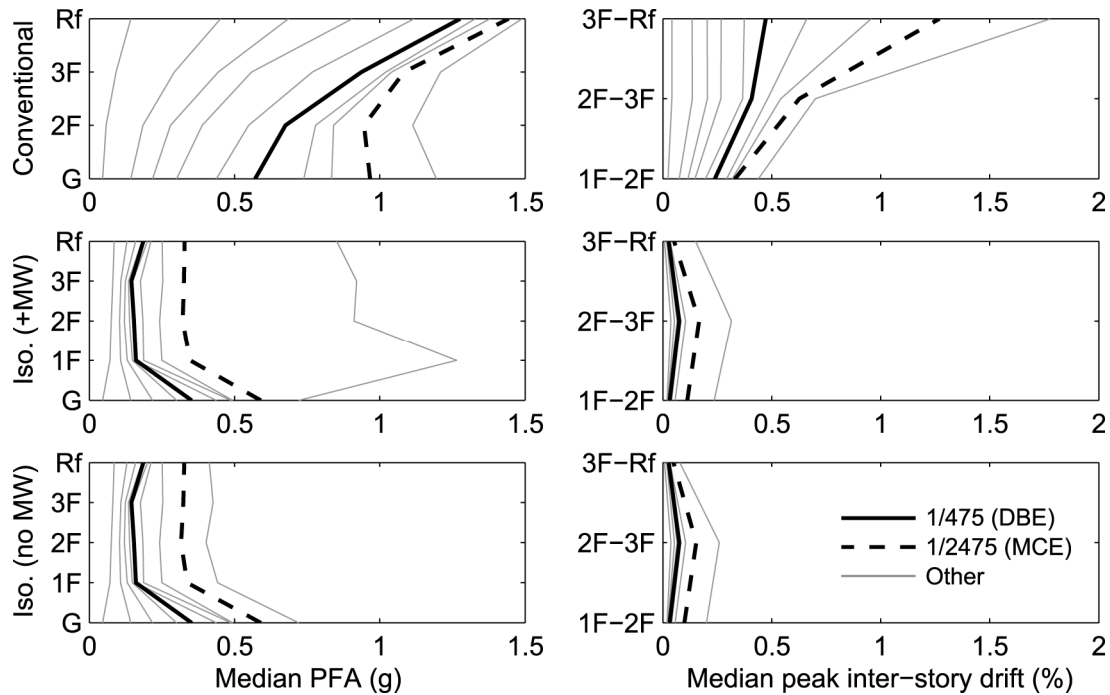 Conventional
Rf
3F
2F
G
0 0.5 1 1.5
3F−Rf
2F−3F
1F−2F
0 0.5 1 1.5 2
Iso. (+MW)
Rf
3F
2F
1F
G
0 0.5 1 1.5
3F−Rf
2F−3F
1F−2F
0 0.5 1 1.5 2
Iso. (no MW)
Rf
3F
2F
1F
G
0 0.5 1 1.5
Median PFA (g)
3F−Rf
2F−3F
1F−2F
1/475 (DBE)
1/2475 (MCE)
Other
0 0.5 1 1.5 2
Median peak inter−story drift (%)